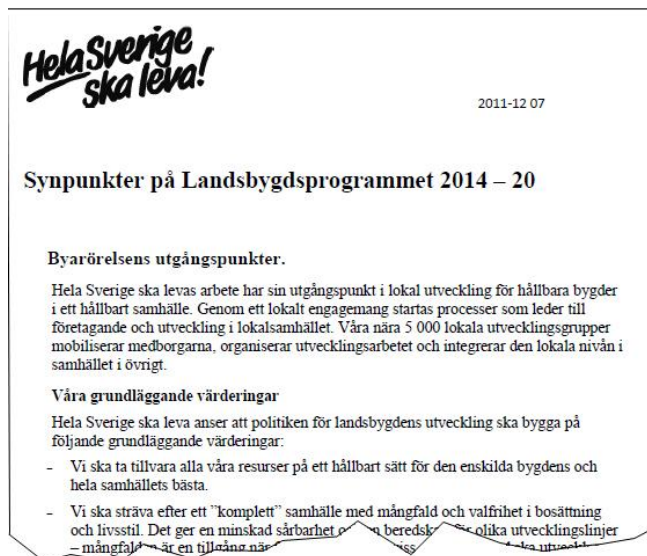 Hela Sverige
ska leva!
2011-12 07
Synpunkter på Landsbygdsprogrammet 2014 – 20
Byarörelsens utgångspunkter.
Hela Sverige ska levas arbete har sin utgångspunkt i lokal utveckling för hållbara bygder
i ett hållbart samhälle. Genom ett lokalt engagemang startas processer som leder till
företagande och utveckling i lokalsamhället. Våra nära 5 000 lokala utvecklingsgrupper
mobiliserar medborgarna, organiserar utvecklingsarbetet och integrerar den lokala nivån i
samhället i övrigt.
Våra grundläggande värderingar
Hela Sverige ska leva anser att politiken för landsbygdens utveckling ska bygga på
följande grundläggande värderingar:
- Vi ska ta tillvara alla våra resurser på ett hållbart sätt för den enskilda bygdens och
hela samhällets bästa.
- Vi ska sträva efter ett ”komplett” samhälle med mångfald och valfrihet i bosättning
och livsstil. Det ger en minskad sårbarhet för olika utvecklingslinjer
– mångfalden är en tillgång när